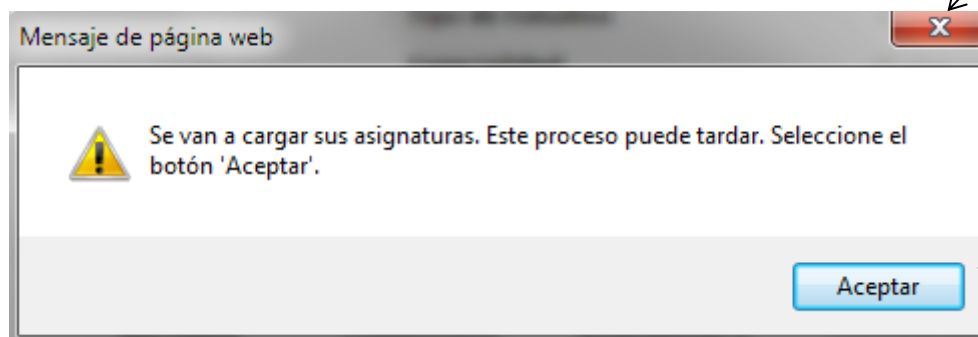 Mensaje de página web
Se van a cargar sus asignaturas. Este proceso puede tardar. Seleccione el
botón 'Aceptar'.
Aceptar